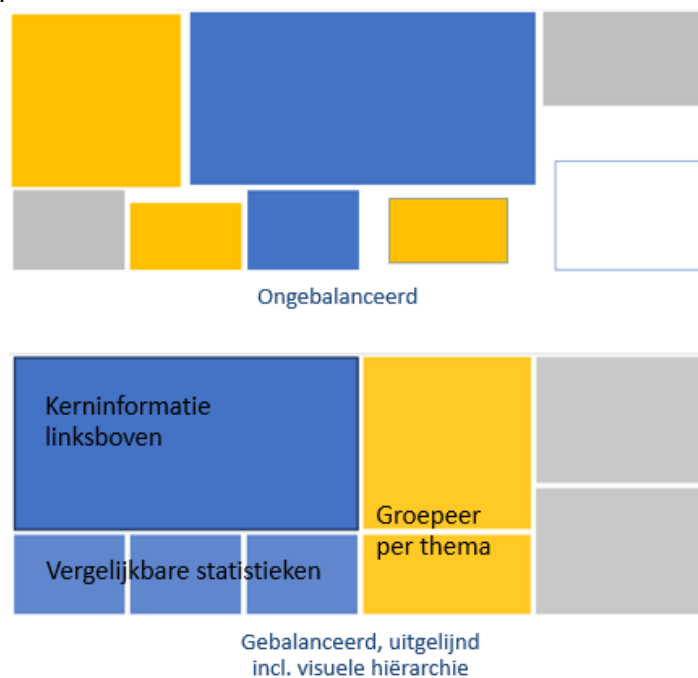 Ongebalanceerd
Kerninformatie
linksboven
Groepeer
per thema
Vergelijkbare statistieken
Gebalanceerd, uitgelijnd
incl. visuele hiërarchie